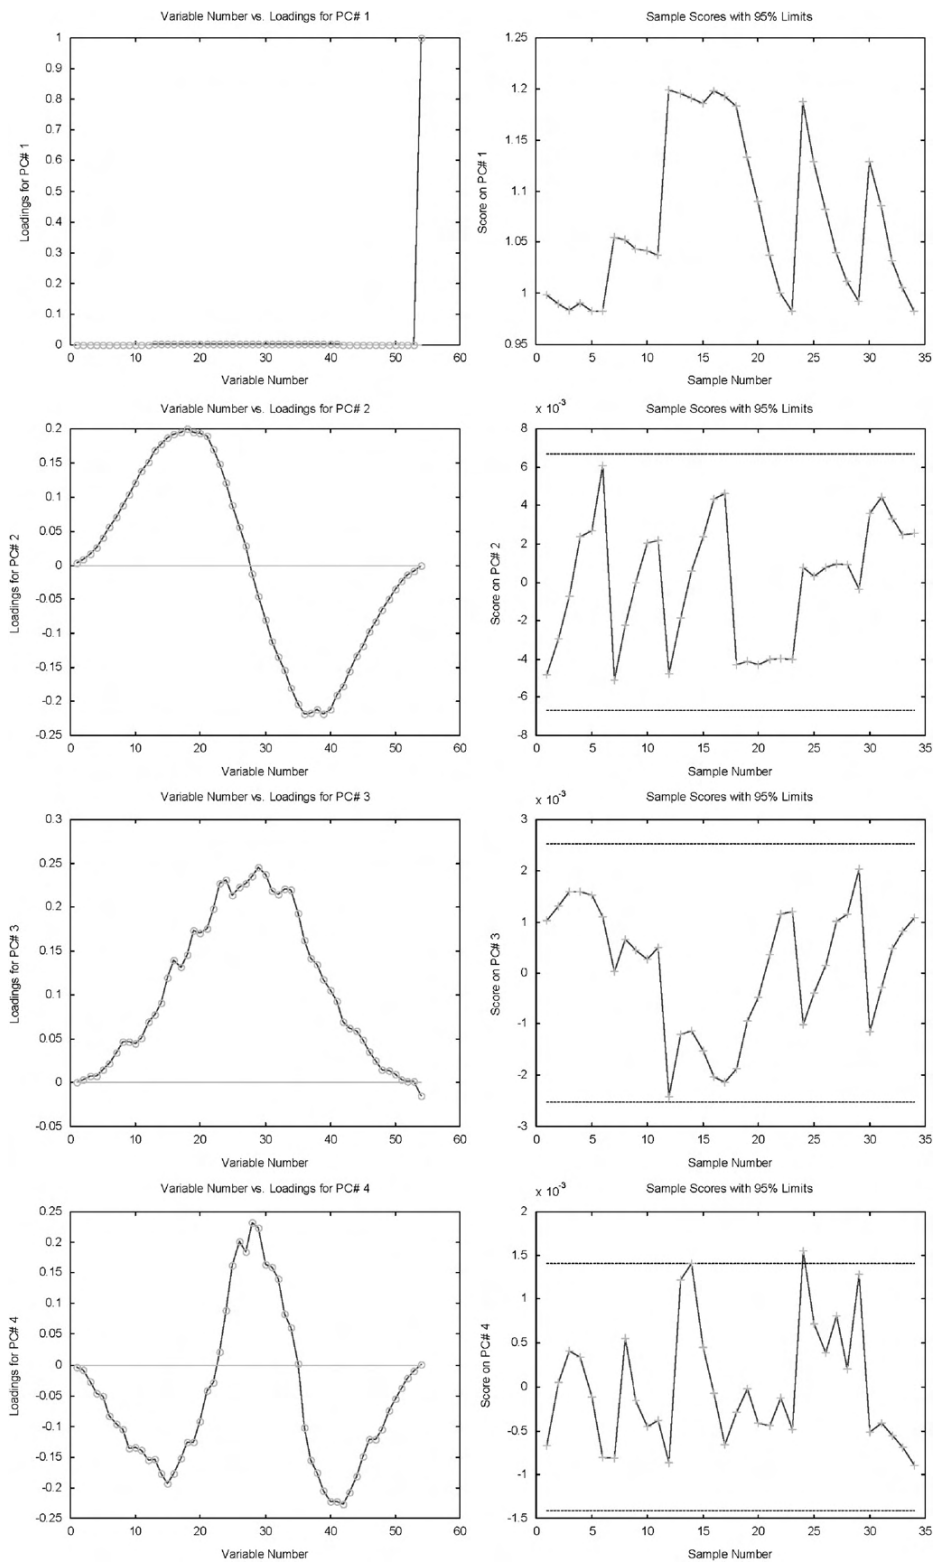 Variable Number vs. Loadings for PC# 1
Loadings for PC# 1
1
0.9
0.8
0.7
0.6
0.5
0.4
0.3
0.2
0.1
0
0 10 20 30 40 50 60
Variable Number
Sample Scores with 95% Limits
Score on PC# 1
1.25
1.2
1.15
1.1
1.05
1
0.95
0 5 10 15 20 25 30 35
Sample Number
Variable Number vs. Loadings for PC# 2
Loadings for PC# 2
0.2
0.15
0.1
0.05
0
-0.05
-0.1
-0.15
-0.2
-0.25
0 10 20 30 40 50 60
Variable Number
x 10-3
Sample Scores with 95% Limits
Score on PC# 2
8
6
4
2
0
-2
-4
-6
-8
0 5 10 15 20 25 30 35
Sample Number
Variable Number vs. Loadings for PC# 3
Loadings for PC# 3
0.3
0.25
0.2
0.15
0.1
0.05
0
-0.05
0 10 20 30 40 50 60
Variable Number
x 10-3
Sample Scores with 95% Limits
Score on PC# 3
3
2
1
0
-1
-2
-3
0 5 10 15 20 25 30 35
Sample Number
Variable Number vs. Loadings for PC# 4
Loadings for PC# 4
0.25
0.2
0.15
0.1
0.05
0
-0.05
-0.1
-0.15
-0.2
-0.25
0 10 20 30 40 50 60
Variable Number
x 10-3
Sample Scores with 95% Limits
Score on PC# 4
2
1.5
1
0.5
0
-0.5
-1
-1.5
0 5 10 15 20 25 30 35
Sample Number